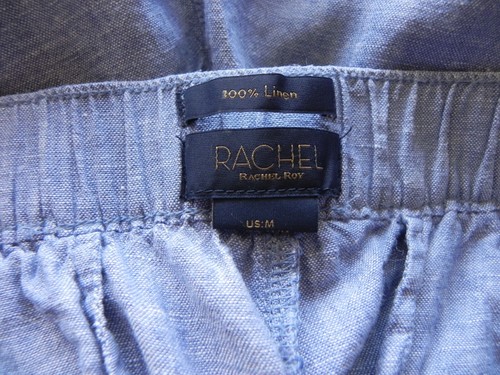 100% Linen
RACHEL
RACHEL ROY
US:M